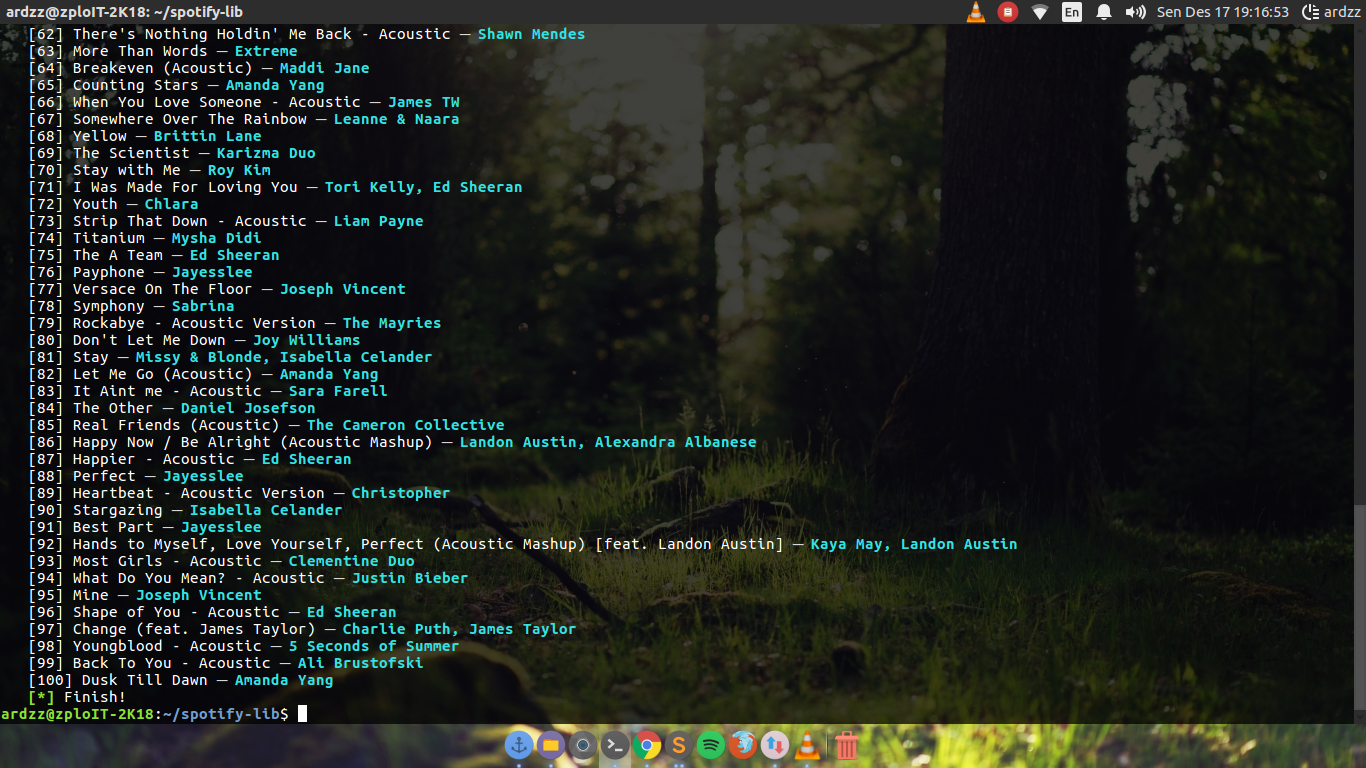 ardzz@zploIT-2K18: ~/spotify-lib En Sen Des 17 19:16:53 ardzz
[62] There's Nothing Holdin' Me Back - Acoustic — Shawn Mendes
[63] More Than Words — Extreme
[64] Breakeven (Acoustic) — Maddi Jane
[65] Counting Stars — Amanda Yang
[66] When You Love Someone - Acoustic — James TW
[67] Somewhere Over The Rainbow — Leanne & Naara
[68] Yellow — Brittin Lane
[69] The Scientist — Karizma Duo
[70] Stay with Me — Roy Kim
[71] I Was Made For Loving You — Tori Kelly, Ed Sheeran
[72] Youth — Chlara
[73] Strip That Down - Acoustic — Liam Payne
[74] Titanium — Mysha Didi
[75] The A Team — Ed Sheeran
[76] Payphone — Jayesslee
[77] Versace On The Floor — Joseph Vincent
[78] Symphony — Sabrina
[79] Rockabye - Acoustic Version — The Mayries
[80] Don't Let Me Down — Joy Williams
[81] Stay — Missy & Blonde, Isabella Celander
[82] Let Me Go (Acoustic) — Amanda Yang
[83] It Aint me - Acoustic — Sara Farell
[84] The Other — Daniel Josefson
[85] Real Friends (Acoustic) — The Cameron Collective
[86] Happy Now / Be Alright (Acoustic Mashup) — Landon Austin, Alexandra Albanese
[87] Happier - Acoustic — Ed Sheeran
[88] Perfect — Jayesslee
[89] Heartbeat - Acoustic Version — Christopher
[90] Stargazing — Isabella Celander
[91] Best Part — Jayesslee
[92] Hands to Myself, Love Yourself, Perfect (Acoustic Mashup) [feat. Landon Austin] — Kaya May, Landon Austin
[93] Most Girls - Acoustic — Clementine Duo
[94] What Do You Mean? - Acoustic — Justin Bieber
[95] Mine — Joseph Vincent
[96] Shape of You - Acoustic — Ed Sheeran
[97] Change (feat. James Taylor) — Charlie Puth, James Taylor
[98] Youngblood - Acoustic — 5 Seconds of Summer
[99] Back To You - Acoustic — Ali Brustofski
[100] Dusk Till Dawn — Amanda Yang
[*] Finish!
ardzz@zploIT-2K18:~/spotify-lib$